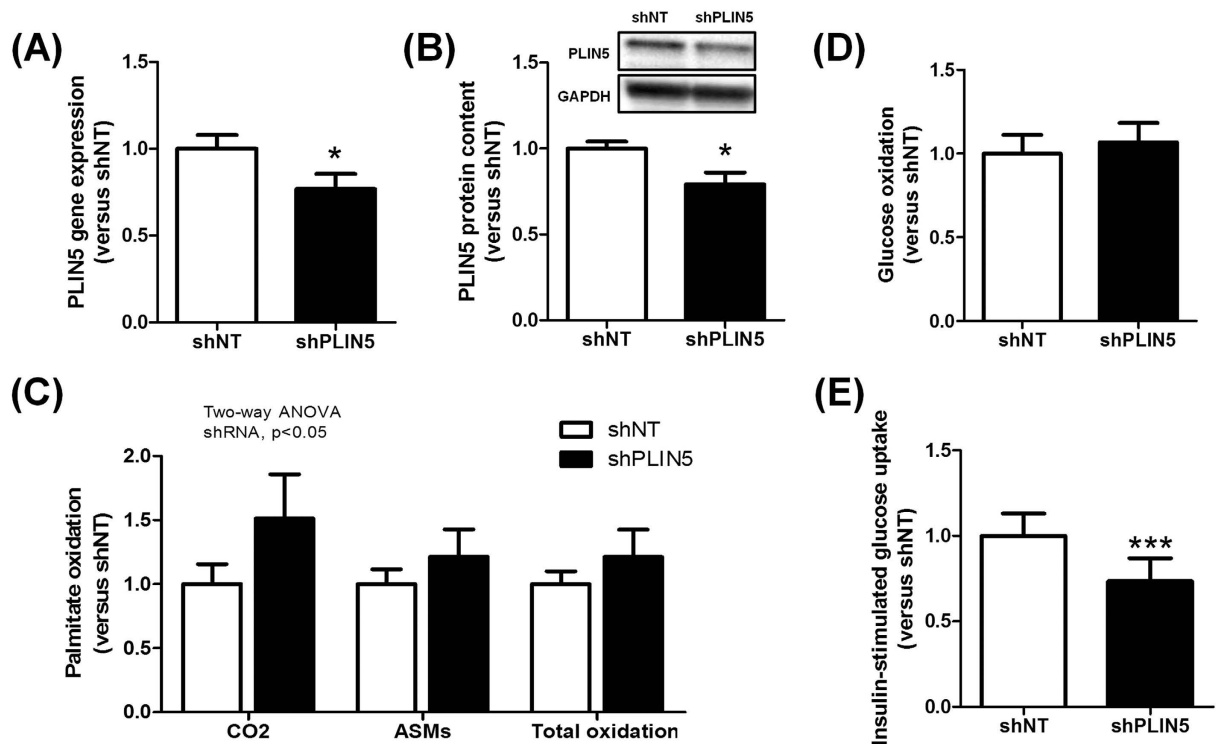 (A)
PLIN5 gene expression
(versus shNT)
1.5
1.0
0.5
0.0
*
shNT
shPLIN5
(B)
shNT
shPLIN5
PLIN5
GAPDH
PLIN5 protein content
(versus shNT)
1.5
1.0
0.5
0.0
*
shNT
shPLIN5
(D)
Glucose oxidation
(versus shNT)
1.5
1.0
0.5
0.0
shNT
shPLIN5
(C)
Two-way ANOVA
shRNA, p<0.05
shNT
shPLIN5
Palmitate oxidation
(versus shNT)
2.0
1.5
1.0
0.5
0.0
CO2
ASMs
Total oxidation
(E)
Insulin-stimulated glucose uptake
(versus shNT)
1.5
1.0
0.5
0.0
***
shNT
shPLIN5